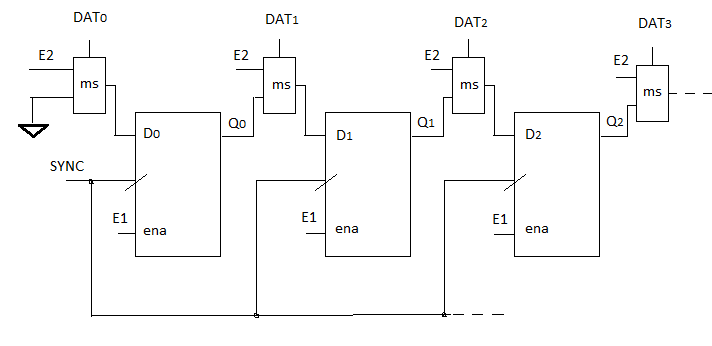 DAT0 DAT1 DAT2 DAT3
E2 E2 E2 E2
ms ms ms ms
Q0 Q1 Q2
D0 D1 D2
SYNC
E1 E1 E1
ena ena ena